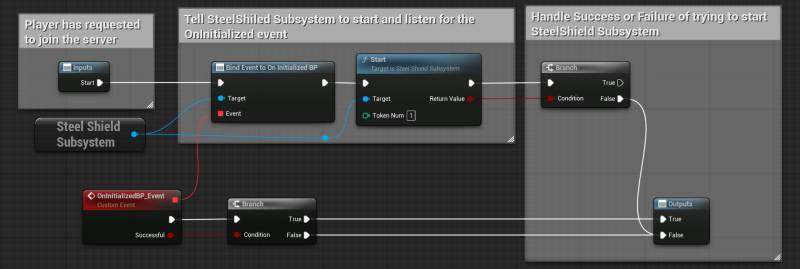 Player has requested
to join the server
Tell SteelShiled Subsystem to start and listen for the
OnInitialized event
Handle Success or Failure of trying to start
SteelShield Subsystem
Inputs
Start
Bind Event to On Initialized BP
Target
Event
Start
Target is Steel Shield Subsystem
Target
Return Value
Token Num 1
Branch
True
Condition
False
Steel Shield
Subsystem
OnInitializedBP_Event
Custom Event
Successful
Branch
True
Condition
False
Outputs
True
False